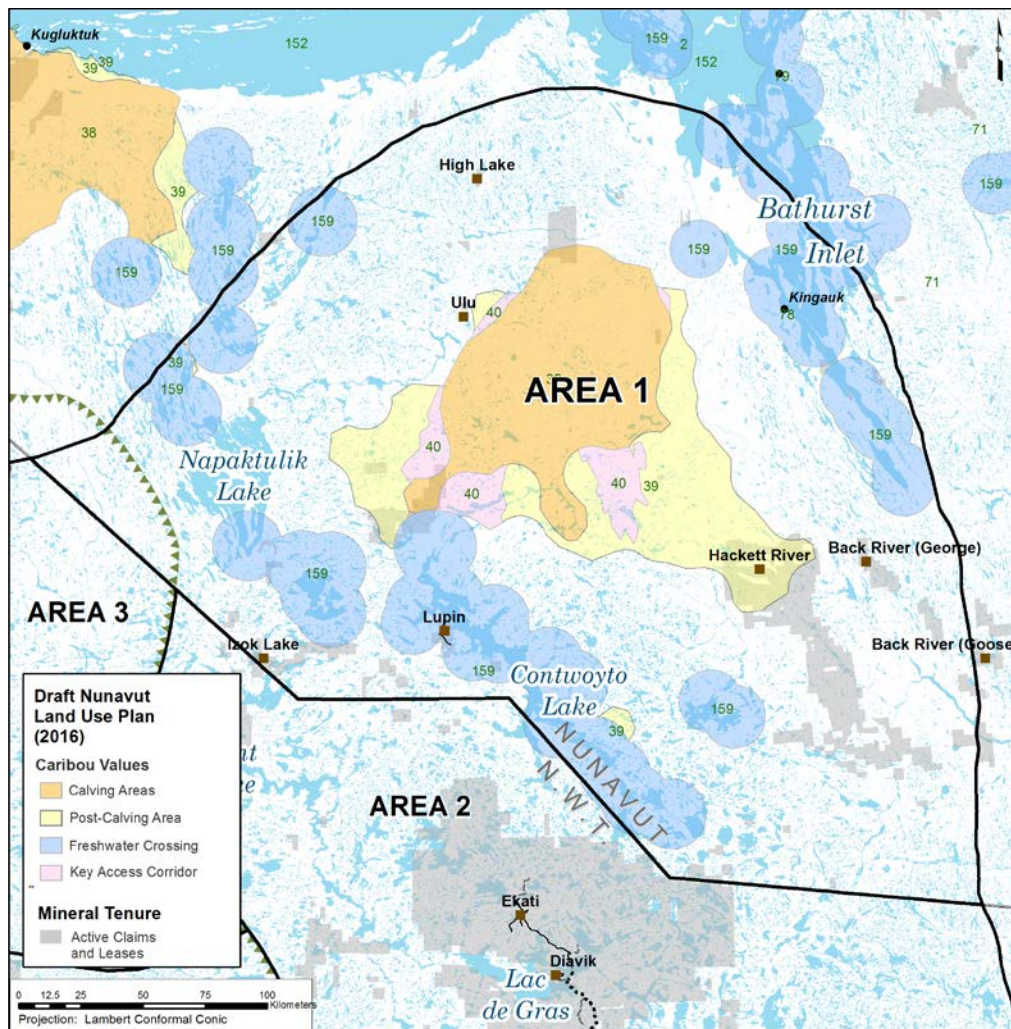 Kugluktuk
39
39
152
159
2
152
79
38
71
High Lake
39
159
159
159
Bathurst
159
159
159
Inlet
71
Ulu
40
Kingauk
78
39
AREA 1
159
159
Napaktulik
Lake
40
40
40
39
Hackett River
Back River (George)
159
AREA 3
Lupin
Izok Lake
159
Back River (Goose
Contwoyto
Lake
159
39
NUNAVUT
N.W.T.
AREA 2
Draft Nunavut
Land Use Plan
(2016)
Caribou Values
Calving Areas
Post-Calving Area
Freshwater Crossing
Key Access Corridor
Mineral Tenure
Active Claims
and Leases
Ekati
Diavik
Lac
de Gras
0 12.5 25 50 75 100
Kilometers
Projection: Lambert Conformal Conic